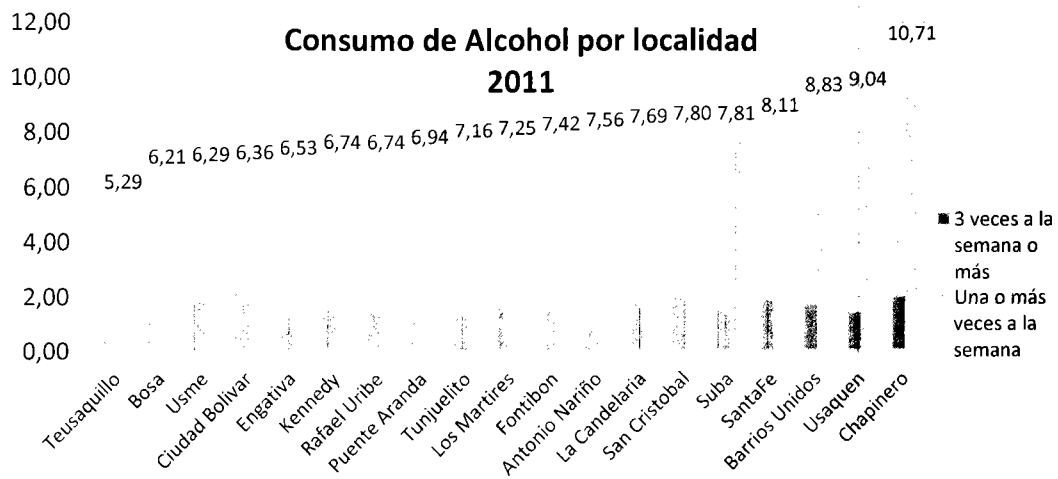 Consumo de Alcohol por localidad
2011
12,00
10,00
8,00
6,00
4,00
2,00
0,00
5,29
6,21
6,29
6,36
6,53
6,74
6,74
6,94
7,16
7,25
7,42
7,56
7,69
7,80
7,81
8,11
8,83
9,04
10,71
Teusaquillo
Bosa
Usme
Ciudad Bolivar
Engativa
Kennedy
Rafael Uribe
Puente Aranda
Tunjuelito
Los Martires
Fontibon
Antonio Nariño
La Candelaria
San Cristobal
Suba
SantaFe
Barrios Unidos
Usaquen
Chapinero
3 veces a la
semana o
más
Una o más
veces a la
semana